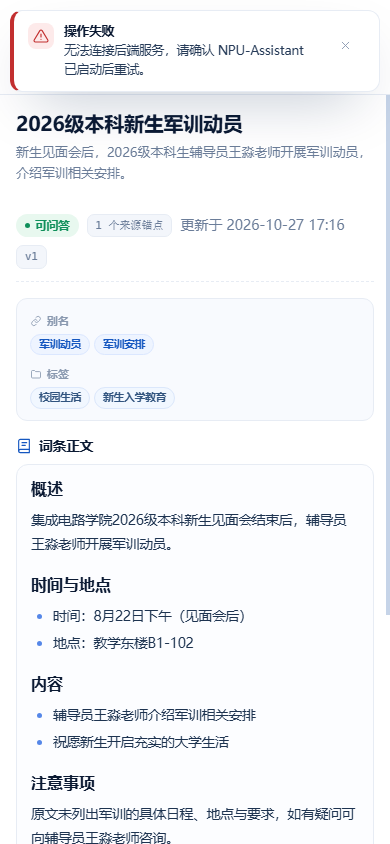 操作失败
无法连接后端服务，请确认 NPU-Assistant
已启动后重试。
2026级本科新生军训动员
新生见面会后，2026级本科生辅导员王淼老师开展军训动员，
介绍军训相关安排。
可问答
1 个来源锚点
更新于 2026-10-27 17:16
v1
别名
军训动员 军训安排
标签
校园生活 新生入学教育
词条正文
概述
集成电路学院2026级本科新生见面会结束后，辅导员
王淼老师开展军训动员。
时间与地点
时间：8月22日下午（见面会后）
地点：教学东楼B1-102
内容
辅导员王淼老师介绍军训相关安排
祝愿新生开启充实的大学生活
注意事项
原文未列出军训的具体日程、地点与要求，如有疑问可
向辅导员王淼老师咨询。